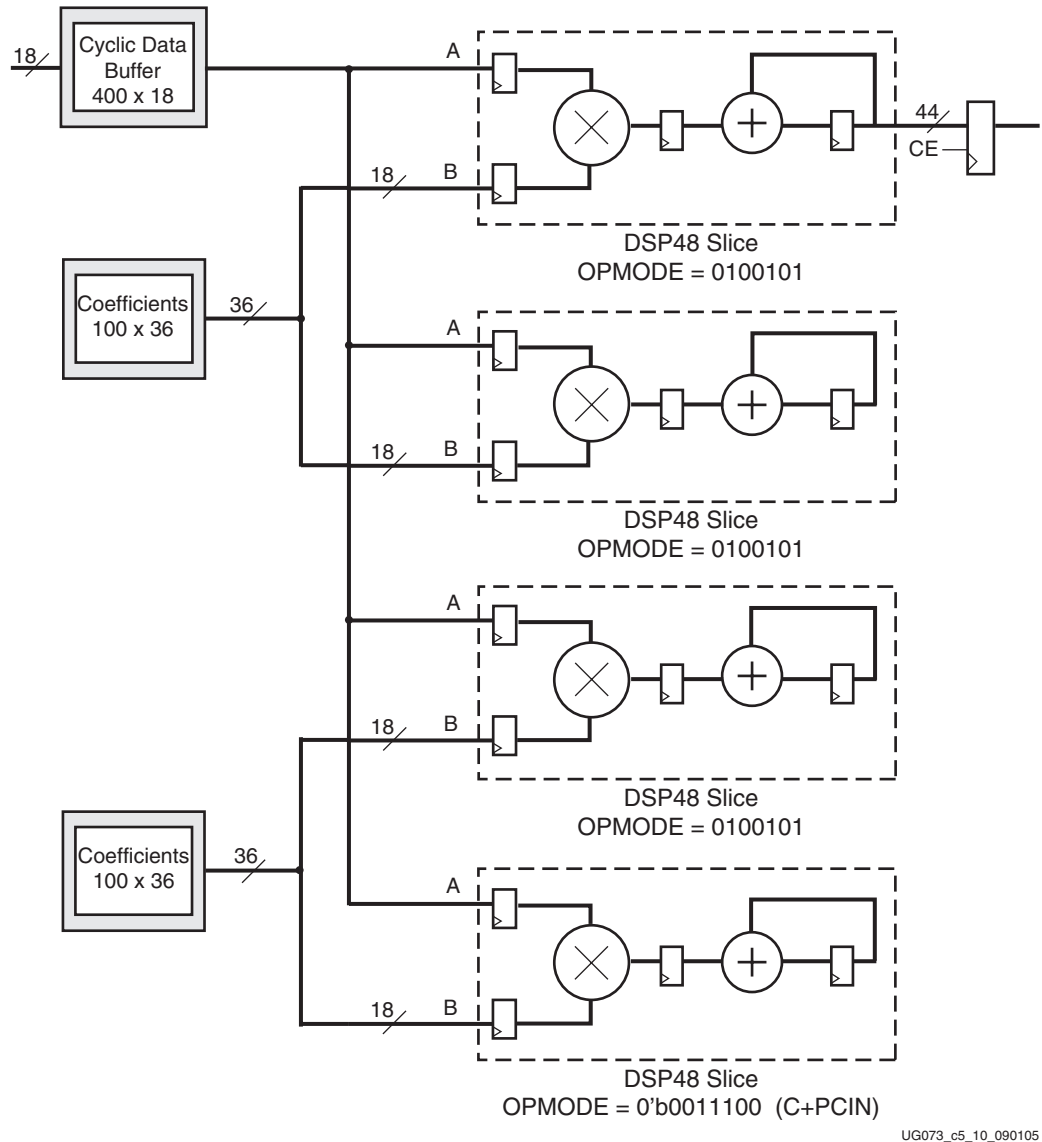 18
Cyclic Data
Buffer
400 x 18
A
18
B
44
CE
DSP48 Slice
OPMODE = 0100101
Coefficients
100 x 36
36
A
18
B
DSP48 Slice
OPMODE = 0100101
A
18
B
DSP48 Slice
OPMODE = 0100101
Coefficients
100 x 36
36
A
18
B
DSP48 Slice
OPMODE = 0'b0011100 (C+PCIN)
UG073_c5_10_090105